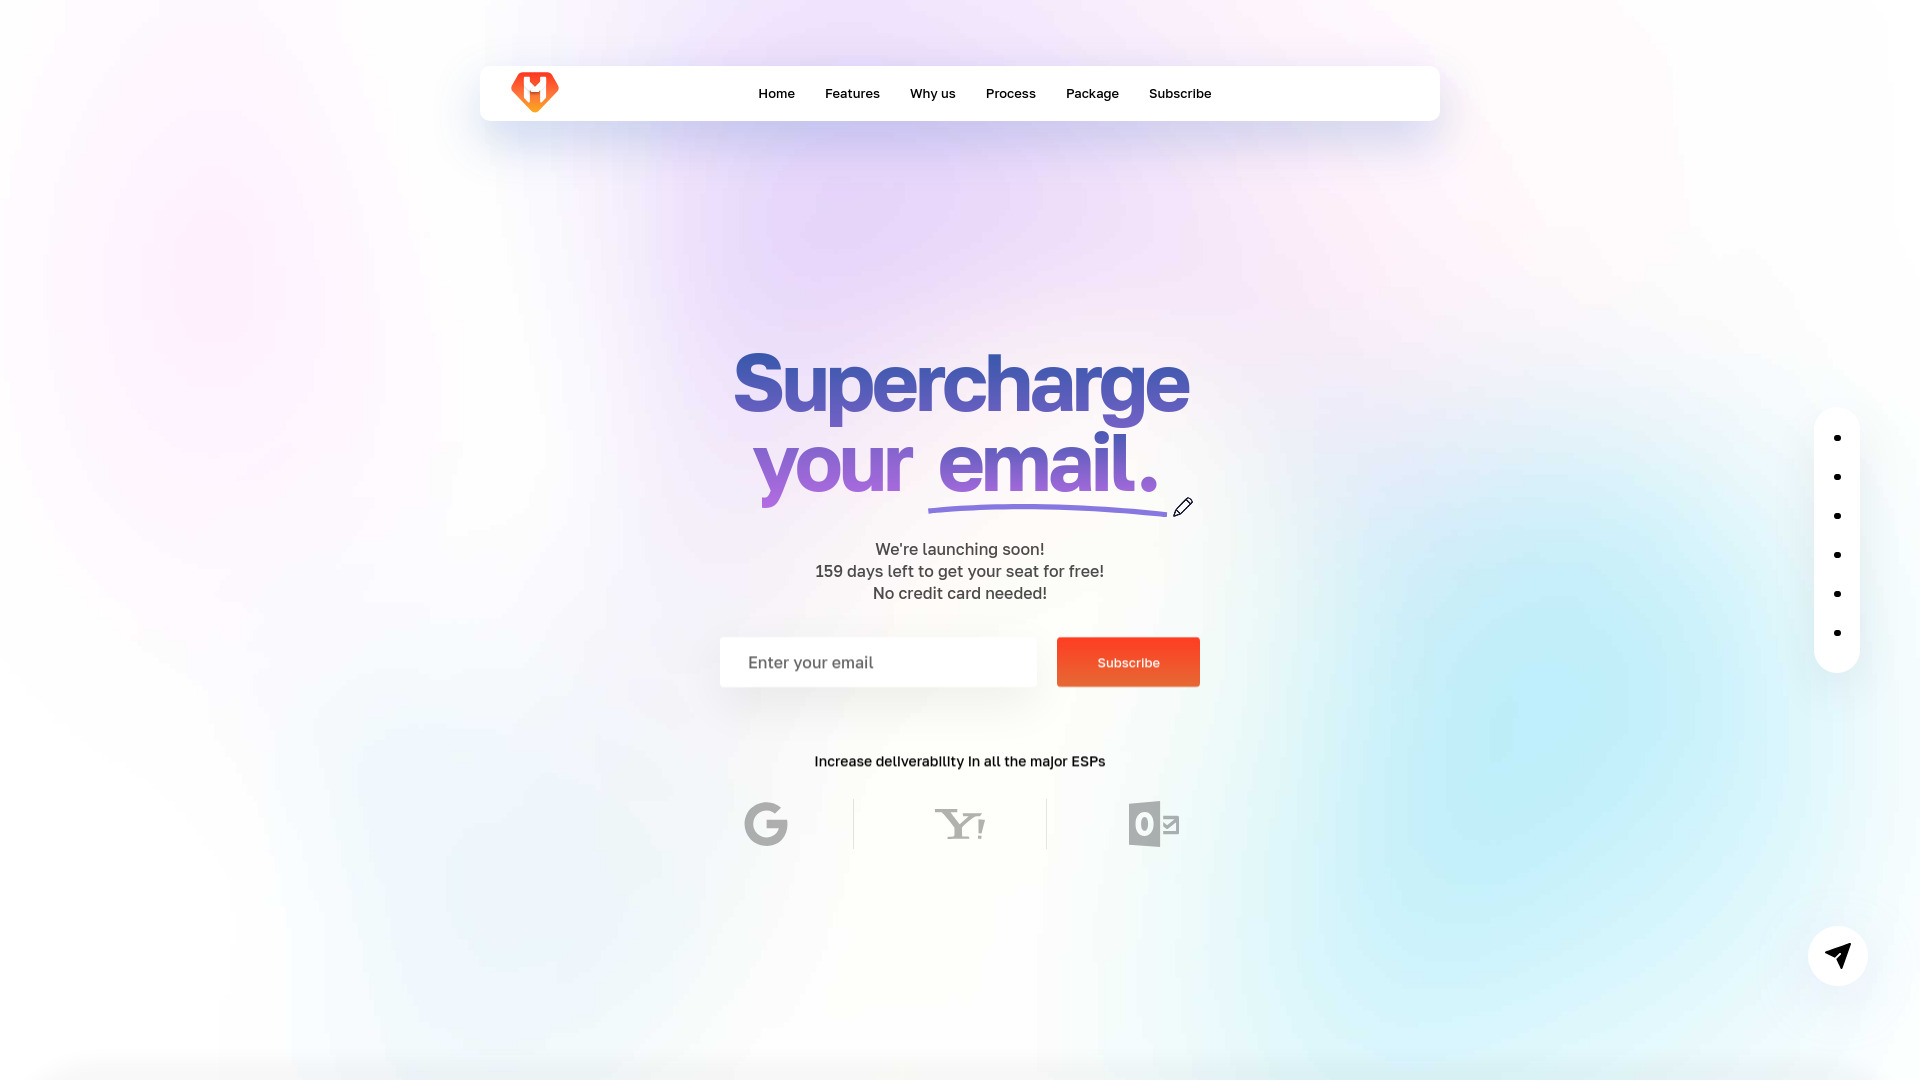 Home Features Why us Process Package Subscribe
Supercharge
your email.
We're launching soon!
159 days left to get your seat for free!
No credit card needed!
Enter your email
Subscribe
Increase deliverability in all the major ESPs